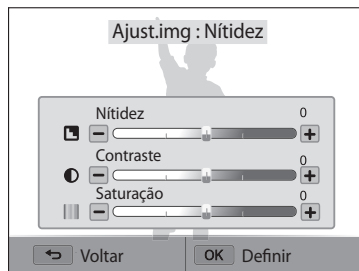 Ajust.img : Nítidez
Nítidez 0
Contraste 0
Saturação 0
Voltar OK Definir